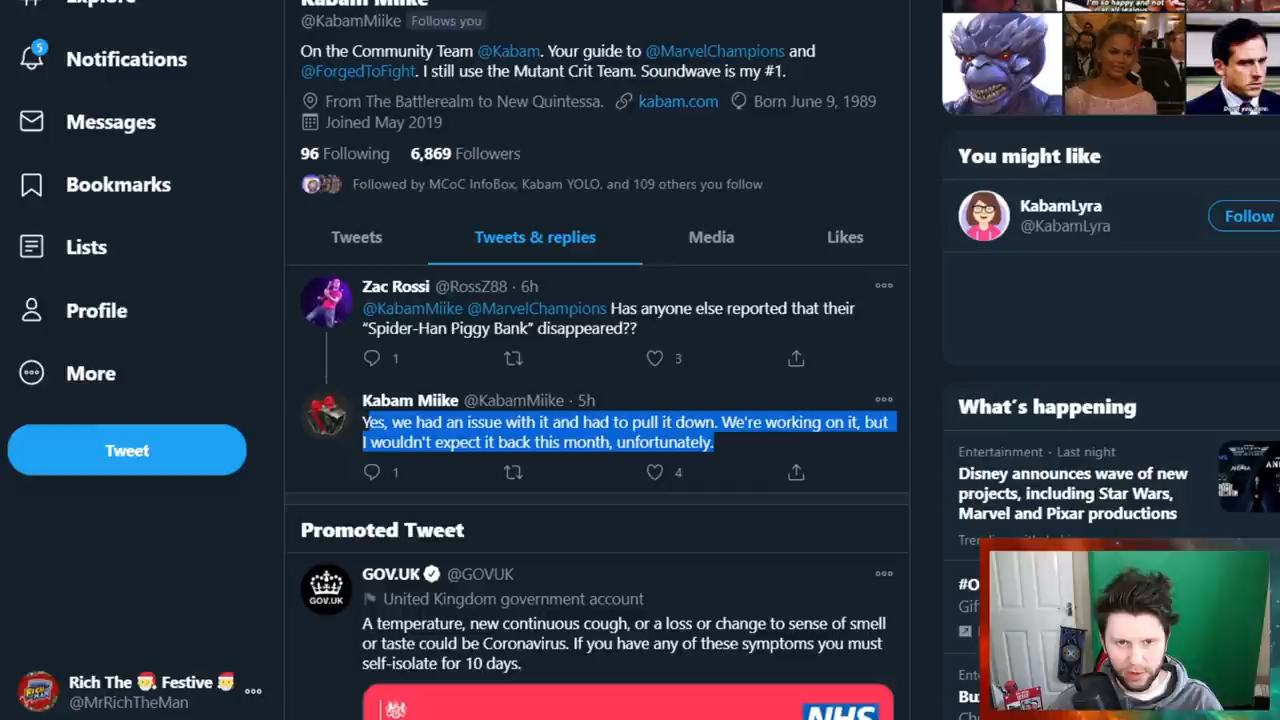 Explore
Notifications
5
Messages
Bookmarks
Lists
Profile
More
Tweet
Rich The 🎅 Festive 🎅
@MrRichTheMan
Kabam Miike
@KabamMiike Follows you
On the Community Team @Kabam. Your guide to @MarvelChampions and
@ForgedToFight. I still use the Mutant Crit Team. Soundwave is my #1.
From The Battlerealm to New Quintessa. kabam.com Born June 9, 1989
Joined May 2019
96 Following 6,869 Followers
Followed by MCoC InfoBox, Kabam YOLO, and 109 others you follow
Tweets Tweets & replies Media Likes
Zac Rossi @RossZ88 · 6h
@KabamMiike @MarvelChampions Has anyone else reported that their
“Spider-Han Piggy Bank” disappeared??
1 3
Kabam Miike @KabamMiike · 5h
Yes, we had an issue with it and had to pull it down. We're working on it, but
I wouldn't expect it back this month, unfortunately.
1 4
Promoted Tweet
GOV.UK @GOVUK
United Kingdom government account
A temperature, new continuous cough, or a loss or change to sense of smell
or taste could be Coronavirus. If you have any of these symptoms you must
self-isolate for 10 days.
GOV.UK
NHS
You might like
KabamLyra
@KabamLyra
Follow
What's happening
Entertainment · Last night
Disney announces wave of new
projects, including Star Wars,
Marvel and Pixar productions
#O
Gif
Ent
Bu